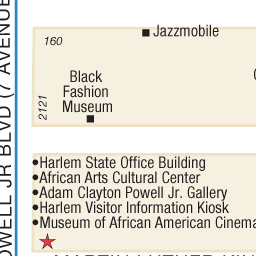 Jazzmobile
160
Black
Fashion
Museum
2121
OWELL JR BLVD (7 AVENUE
•Harlem State Office Building
•African Arts Cultural Center
•Adam Clayton Powell Jr. Gallery
•Harlem Visitor Information Kiosk
•Museum of African American Cinema